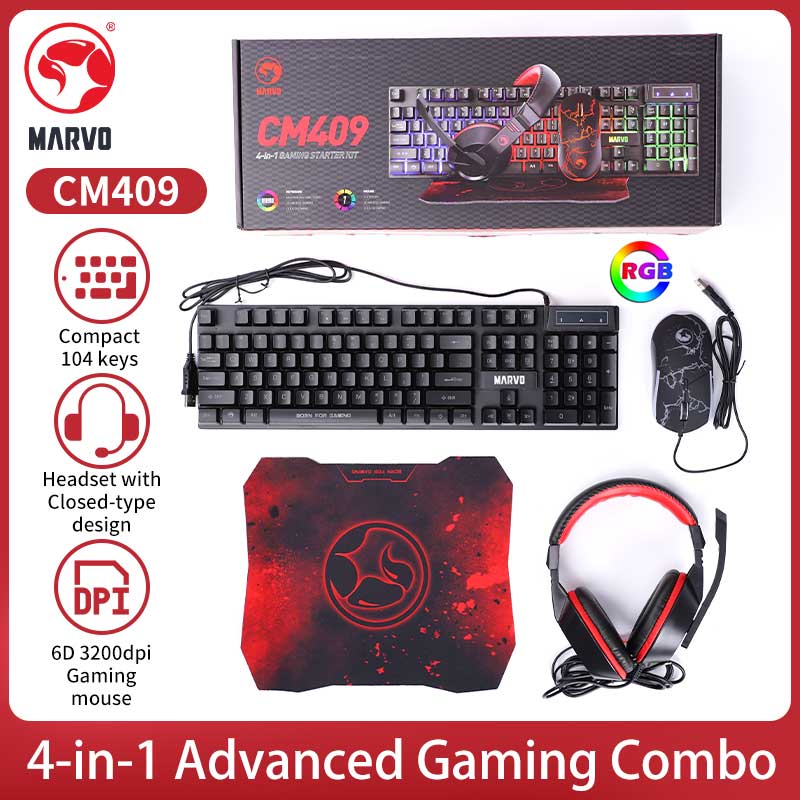 ®
MARVO
MARVO
CM409
4-in-1 GAMING STARTER KIT
MARVO
CM409
RGB
Compact
104 keys
MARVO
BORN FOR GAMING
Headset with
Closed-type
design
BORN FOR GAMING
DPI
6D 3200dpi
Gaming
mouse
4-in-1 Advanced Gaming Combo